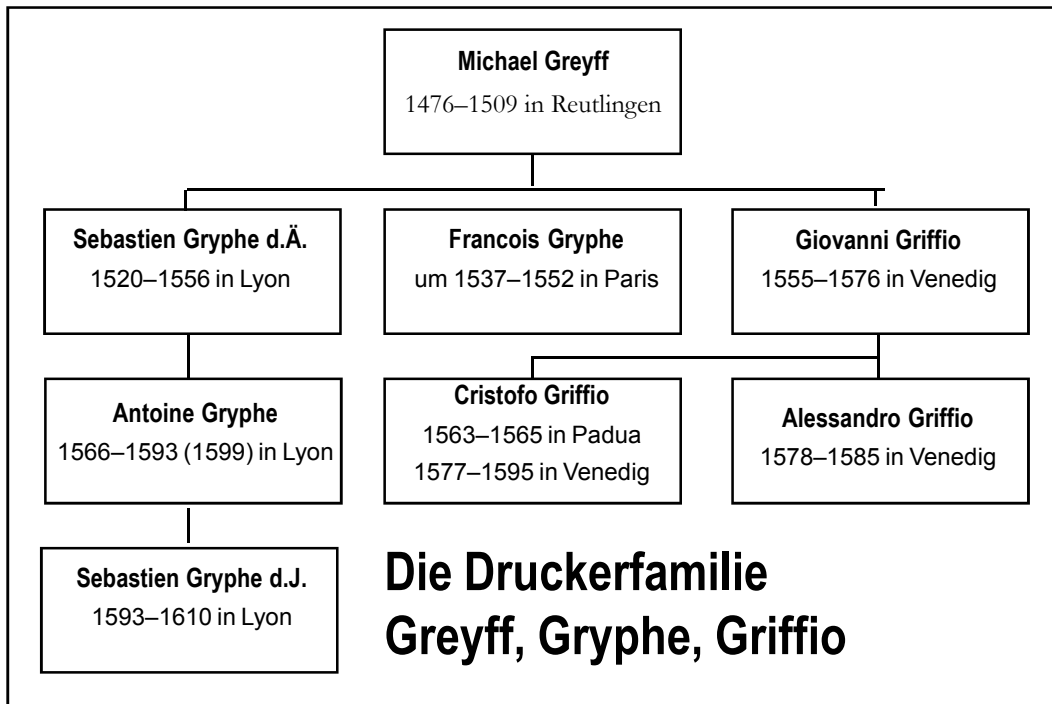 Michael Greyff
1476–1509 in Reutlingen
Sebastien Gryphe d.Ä.
1520–1556 in Lyon
Francois Gryphe
um 1537–1552 in Paris
Giovanni Griffio
1555–1576 in Venedig
Antoine Gryphe
1566–1593 (1599) in Lyon
Cristofo Griffio
1563–1565 in Padua
1577–1595 in Venedig
Alessandro Griffio
1578–1585 in Venedig
Sebastien Gryphe d.J.
1593–1610 in Lyon
Die Druckerfamilie
Greyff, Gryphe, Griffio